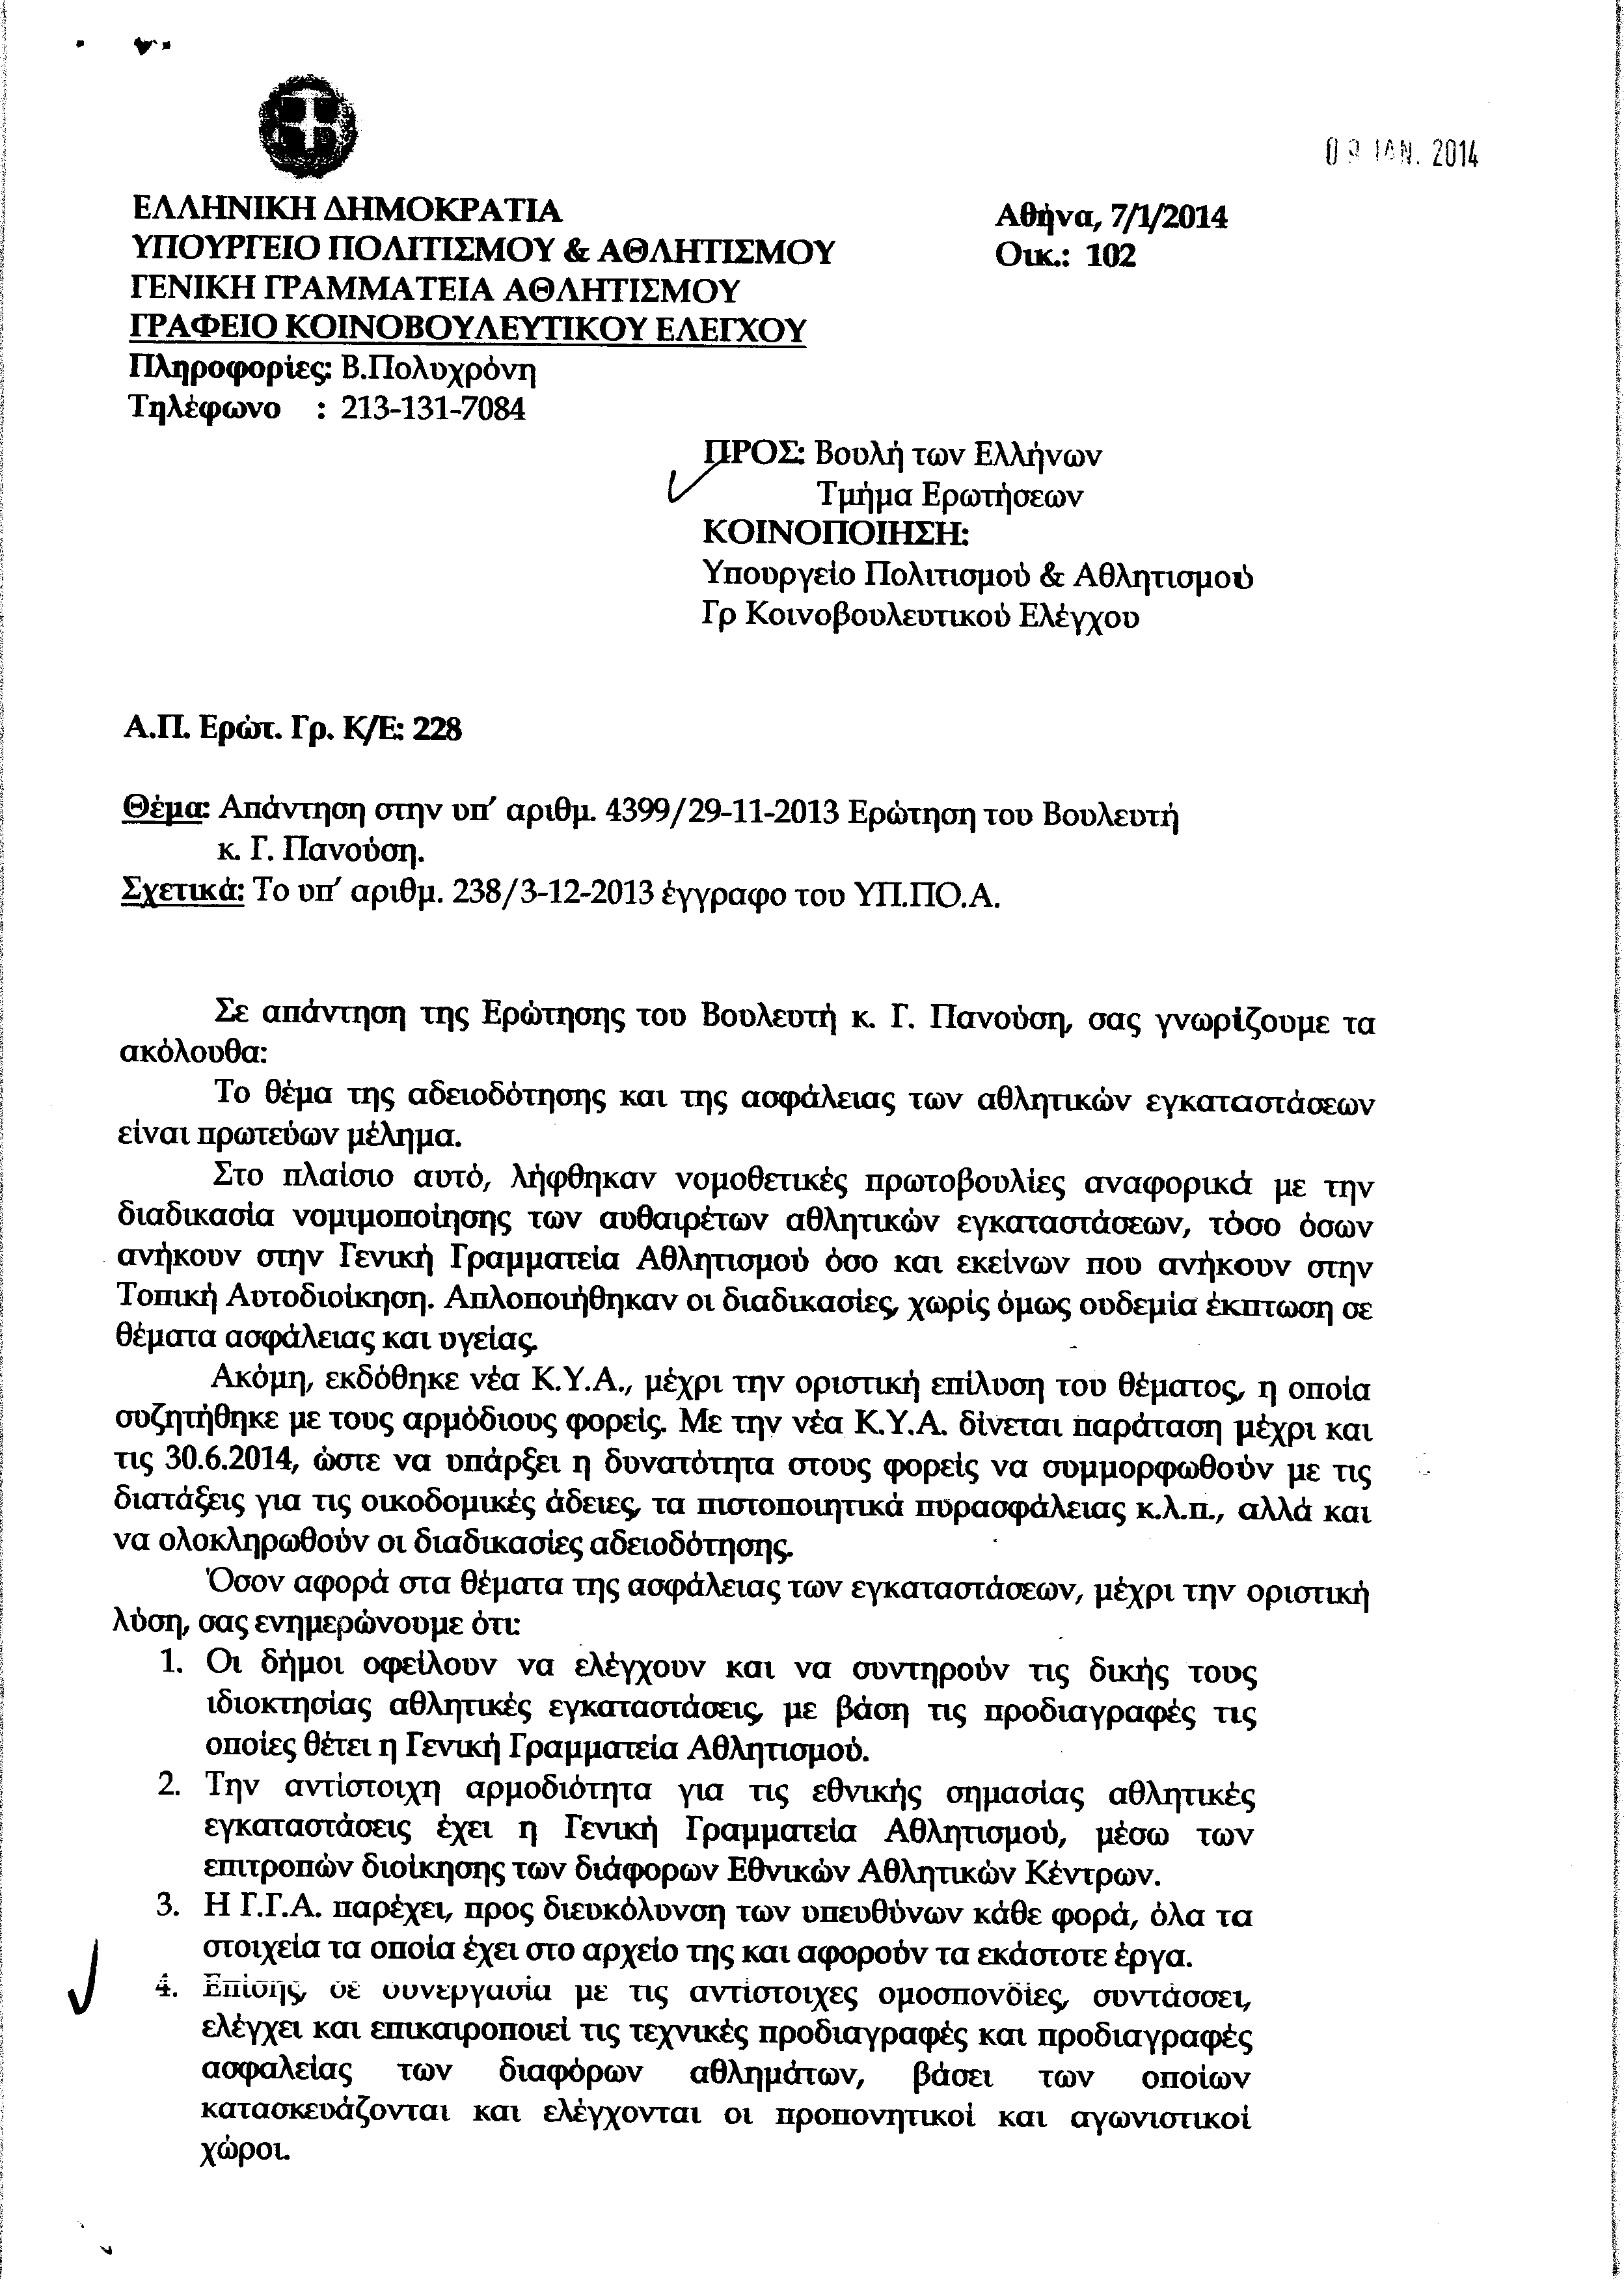 09 ΙΑΝ. 2014
ΕΛΛΗΝΙΚΗ ΔΗΜΟΚΡΑΤΙΑ
ΥΠΟΥΡΓΕΙΟ ΠΟΛΙΤΙΣΜΟΥ & ΑΘΛΗΤΙΣΜΟΥ
ΓΕΝΙΚΗ ΓΡΑΜΜΑΤΕΙΑ ΑΘΛΗΤΙΣΜΟΥ
ΓΡΑΦΕΙΟ ΚΟΙΝΟΒΟΥΛΕΥΤΙΚΟΥ ΕΛΕΓΧΟΥ
Πληροφορίες: Β.Πολυχρόνη
Τηλέφωνο : 213-131-7084
Αθήνα, 7/1/2014
Οικ.: 102
ΠΡΟΣ: Βουλή των Ελλήνων
Τμήμα Ερωτήσεων
ΚΟΙΝΟΠΟΙΗΣΗ:
Υπουργείο Πολιτισμού & Αθλητισμού
Γρ Κοινοβουλευτικού Ελέγχου
Α.Π. Ερώτ. Γρ. Κ/Ε: 228
Θέμα: Απάντηση στην υπ' αριθμ. 4399/29-11-2013 Ερώτηση του Βουλευτή
κ. Γ. Πανούση.
Σχετικά: Το υπ' αριθμ. 238/3-12-2013 έγγραφο του ΥΠ.ΠΟ.Α.
Σε απάντηση της Ερώτησης του Βουλευτή κ. Γ. Πανούση, σας γνωρίζουμε τα
ακόλουθα:
Το θέμα της αδειοδότησης και της ασφάλειας των αθλητικών εγκαταστάσεων
είναι πρωτεύων μέλημα.
Στο πλαίσιο αυτό, λήφθηκαν νομοθετικές πρωτοβουλίες αναφορικά με την
διαδικασία νομιμοποίησης των αυθαιρέτων αθλητικών εγκαταστάσεων, τόσο όσων
ανήκουν στην Γενική Γραμματεία Αθλητισμού όσο και εκείνων που ανήκουν στην
Τοπική Αυτοδιοίκηση. Απλοποιήθηκαν οι διαδικασίες, χωρίς όμως ουδεμία έκπτωση σε
θέματα ασφάλειας και υγείας.
Ακόμη, εκδόθηκε νέα Κ.Υ.Α., μέχρι την οριστική επίλυση του θέματος, η οποία
συζητήθηκε με τους αρμόδιους φορείς. Με την νέα Κ.Υ.Α. δίνεται παράταση μέχρι και
τις 30.6.2014, ώστε να υπάρξει η δυνατότητα στους φορείς να συμμορφωθούν με τις
διατάξεις για τις οικοδομικές άδειες, τα πιστοποιητικά πυρασφάλειας κ.λ.π., αλλά και
να ολοκληρωθούν οι διαδικασίες αδειοδότησης.
Όσον αφορά στα θέματα της ασφάλειας των εγκαταστάσεων, μέχρι την οριστική
λύση, σας ενημερώνουμε ότι:
1. Οι δήμοι οφείλουν να ελέγχουν και να συντηρούν τις δικής τους
ιδιοκτησίας αθλητικές εγκαταστάσεις, με βάση τις προδιαγραφές τις
οποίες θέτει η Γενική Γραμματεία Αθλητισμού.
2. Την αντίστοιχη αρμοδιότητα για τις εθνικής σημασίας αθλητικές
εγκαταστάσεις έχει η Γενική Γραμματεία Αθλητισμού, μέσω των
επιτροπών διοίκησης των διάφορων Εθνικών Αθλητικών Κέντρων.
3. Η Γ.Γ.Α. παρέχει, προς διευκόλυνση των υπευθύνων κάθε φορά, όλα τα
στοιχεία τα οποία έχει στο αρχείο της και αφορούν τα εκάστοτε έργα.
4. Επίσης, σε συνεργασία με τις αντίστοιχες ομοσπονδίες, συντάσσει,
ελέγχει και επικαιροποιεί τις τεχνικές προδιαγραφές και προδιαγραφές
ασφαλείας των διαφόρων αθλημάτων, βάσει των οποίων
κατασκευάζονται και ελέγχονται οι προπονητικοί και αγωνιστικοί
χώροι.